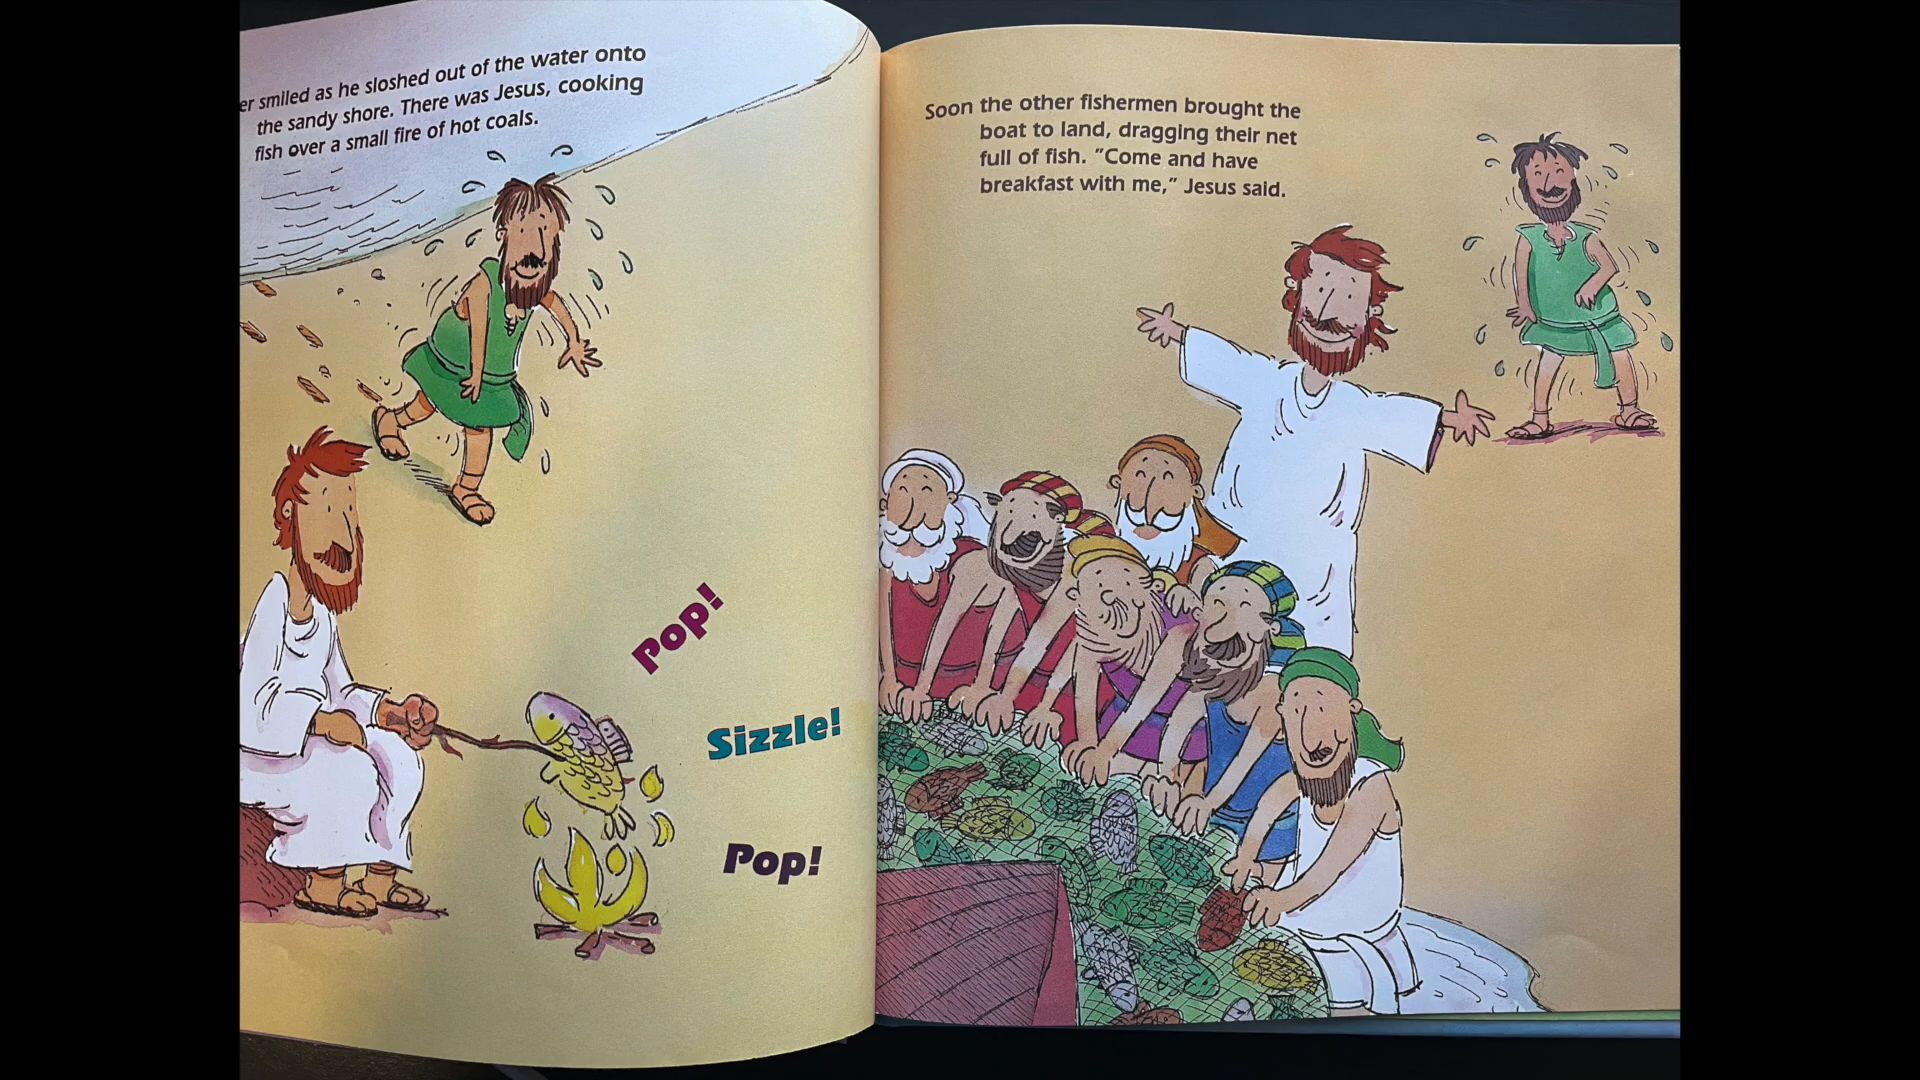 er smiled as he sloshed out of the water onto
the sandy shore. There was Jesus, cooking
fish over a small fire of hot coals.
Pop!
Sizzle!
Pop!
Soon the other fishermen brought the
boat to land, dragging their net
full of fish. "Come and have
breakfast with me," Jesus said.